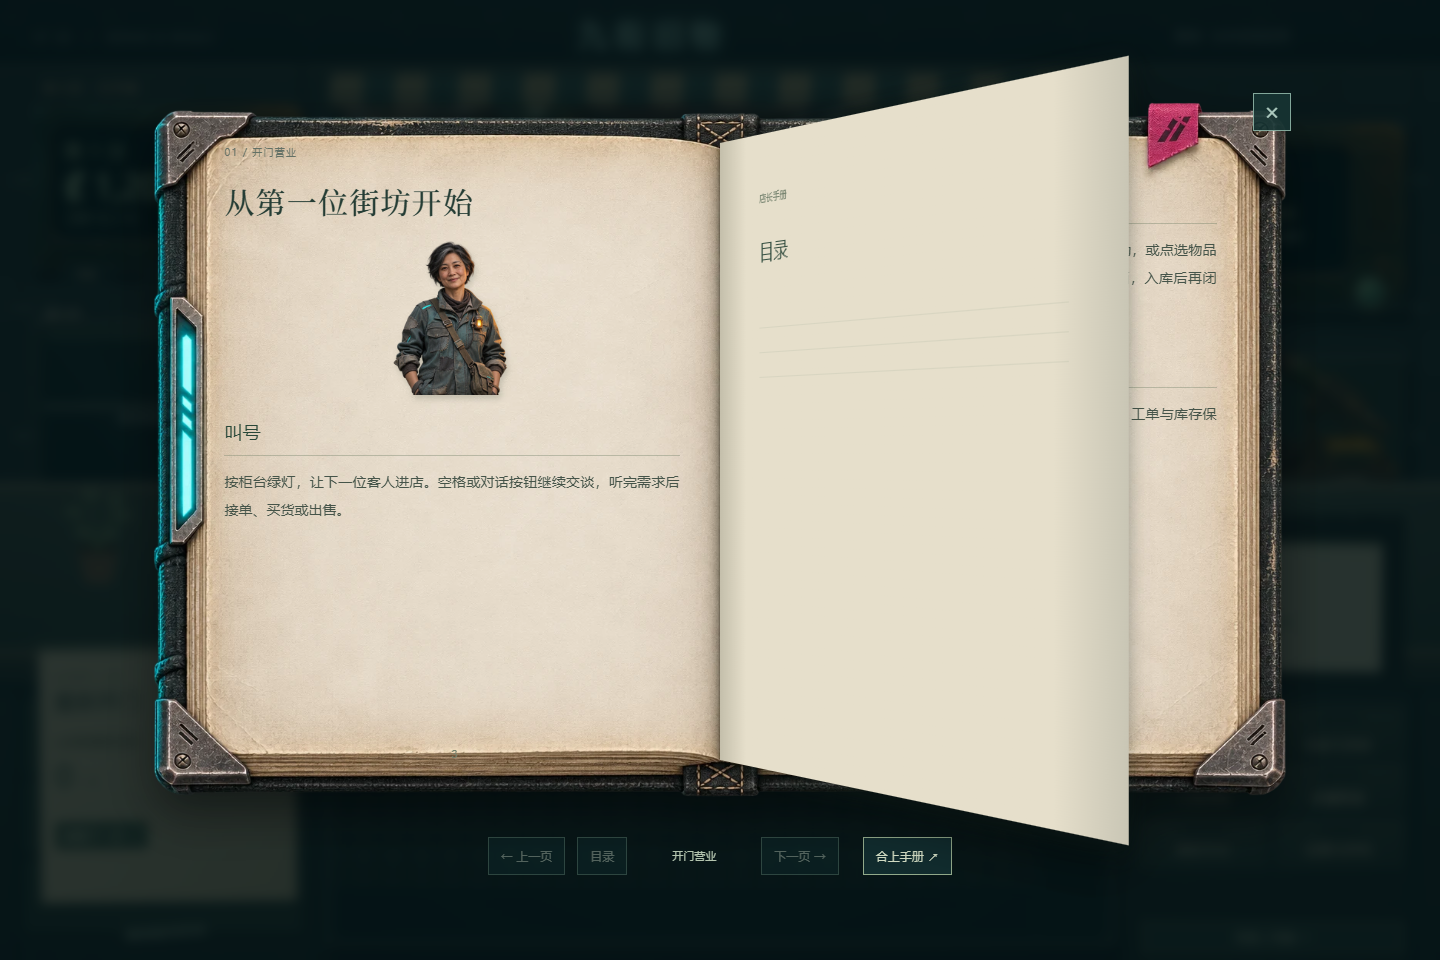 01 / 开门营业
从第一位街坊开始
叫号
按柜台绿灯，让下一位客人进店。空格或对话按钮继续交谈，听完需求后
接单、买货或出售。
店长手册
目录
，或点选物品
，入库后再闭
工单与库存保
×
← 上一页
目录
开门营业
下一页 →
合上手册 ↗